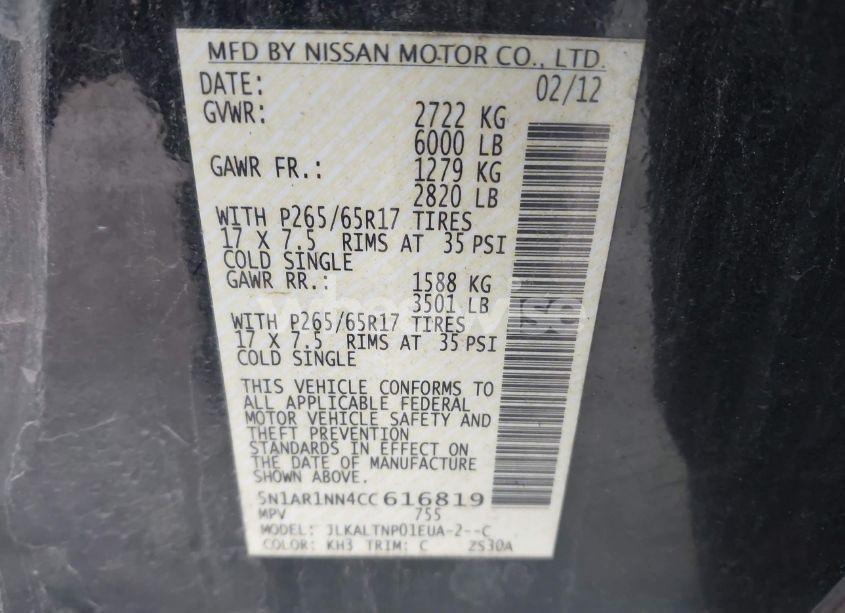 MFD BY NISSAN MOTOR CO., LTD.
DATE: 02/12
GVWR: 2722 KG
6000 LB
GAWR FR.: 1279 KG
2820 LB
WITH P265/65R17 TIRES
17 X 7.5 RIMS AT 35 PSI
COLD SINGLE
GAWR RR.: 1588 KG
3501 LB
WITH P265/65R17 TIRES
17 X 7.5 RIMS AT 35 PSI
COLD SINGLE
THIS VEHICLE CONFORMS TO
ALL APPLICABLE FEDERAL
MOTOR VEHICLE SAFETY AND
THEFT PREVENTION
STANDARDS IN EFFECT ON
THE DATE OF MANUFACTURE
SHOWN ABOVE.
5N1AR1NN4CC616819
MPV 755
MODEL: JLKALTNP01EUA-2--C
COLOR: KH3 TRIM: C ZS30A